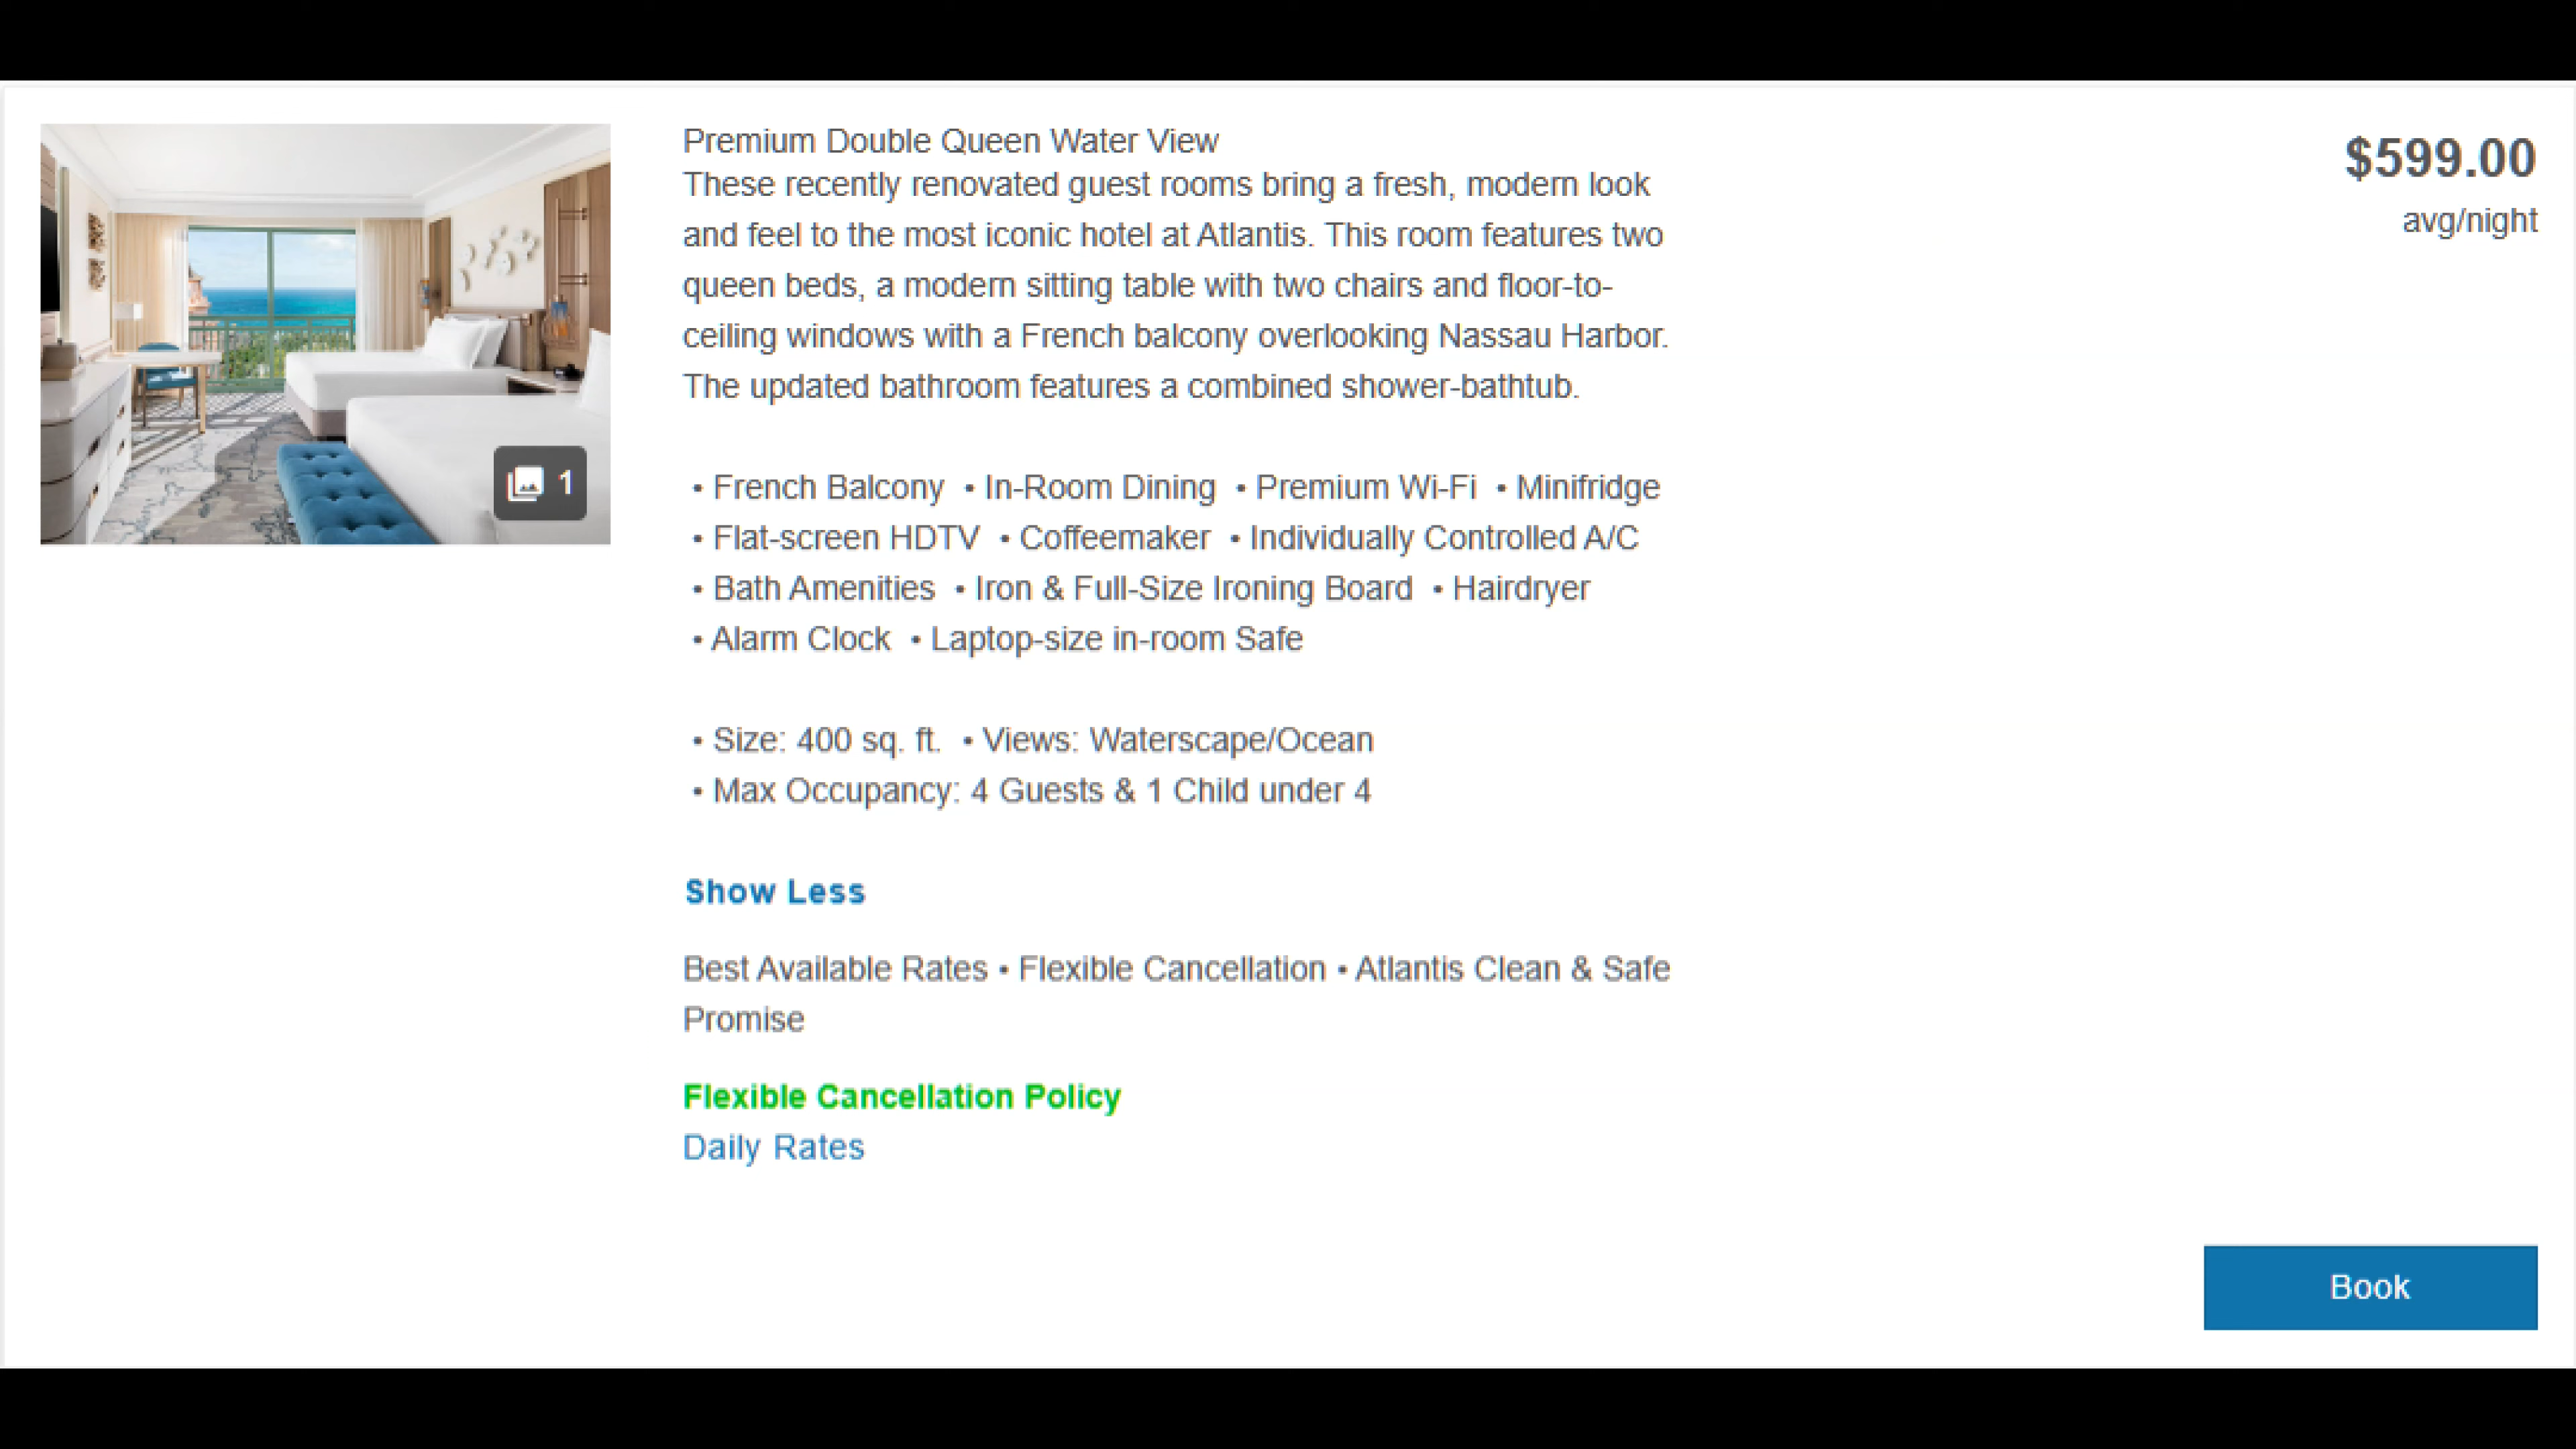 Premium Double Queen Water View
$599.00
avg/night
These recently renovated guest rooms bring a fresh, modern look
and feel to the most iconic hotel at Atlantis. This room features two
queen beds, a modern sitting table with two chairs and floor-to-
ceiling windows with a French balcony overlooking Nassau Harbor.
The updated bathroom features a combined shower-bathtub.
1
• French Balcony • In-Room Dining • Premium Wi-Fi • Minifridge
• Flat-screen HDTV • Coffeemaker • Individually Controlled A/C
• Bath Amenities • Iron & Full-Size Ironing Board • Hairdryer
• Alarm Clock • Laptop-size in-room Safe
• Size: 400 sq. ft. • Views: Waterscape/Ocean
• Max Occupancy: 4 Guests & 1 Child under 4
Show Less
Best Available Rates • Flexible Cancellation • Atlantis Clean & Safe
Promise
Flexible Cancellation Policy
Daily Rates
Book